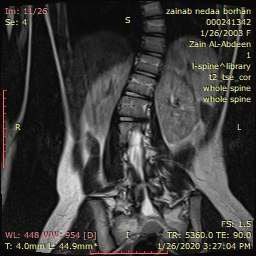 Im: 11/26
Se: 4
S
zainab nedaa borhan
000241342
1/26/2003 F
Zain AL-Abdeen
1
l-spine^library
t2_tse_cor
whole spine
whole spine
R
L
I
FS: 1.5
WL: 448 WW: 954 [D]
TR: 5360.0 TE: 90.0
T: 4.0mm L: 44.9mm*
1/26/2020 3:27:04 PM